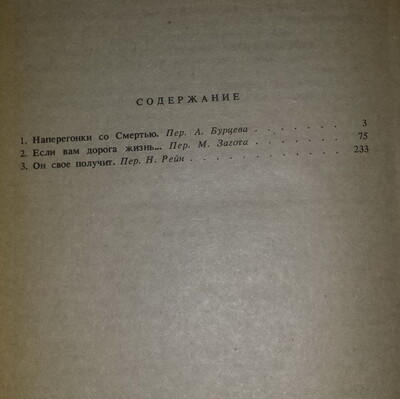 СОДЕРЖАНИЕ
1. Наперегонки со Смертью. Пер. А. Бурцева . . . . . . . . 3
2. Если вам дорога жизнь... Пер. М. Загота . . . . . . . . 75
3. Он свое получит. Пер. Н. Рейн . . . . . . . . . . . 233